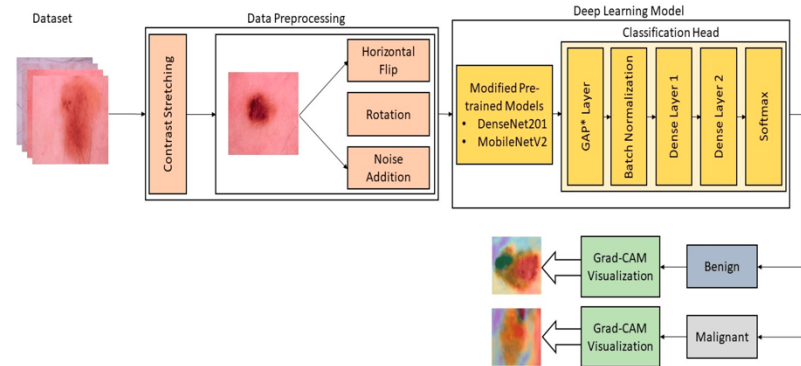 Dataset
Data Preprocessing
Deep Learning Model
Contrast Stretching
Horizontal
Flip
Rotation
Noise
Addition
Modified Pre-
trained Models
• DenseNet201
• MobileNetV2
Classification Head
GAP* Layer
Batch Normalization
Dense Layer 1
Dense Layer 2
Softmax
Grad-CAM
Visualization
Benign
Grad-CAM
Visualization
Malignant